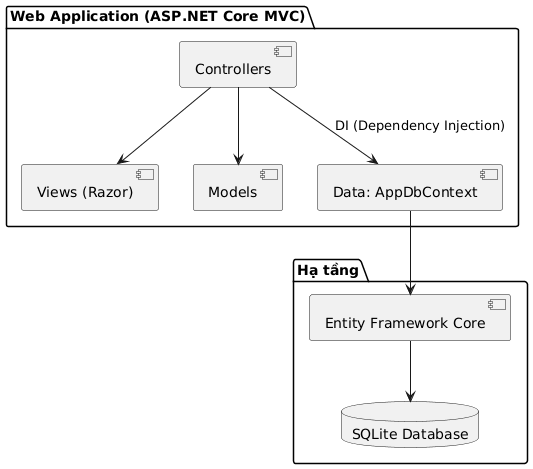 Web Application (ASP.NET Core MVC)
Controllers
DI (Dependency Injection)
Views (Razor)
Models
Data: AppDbContext
Hạ tầng
Entity Framework Core
SQLite Database